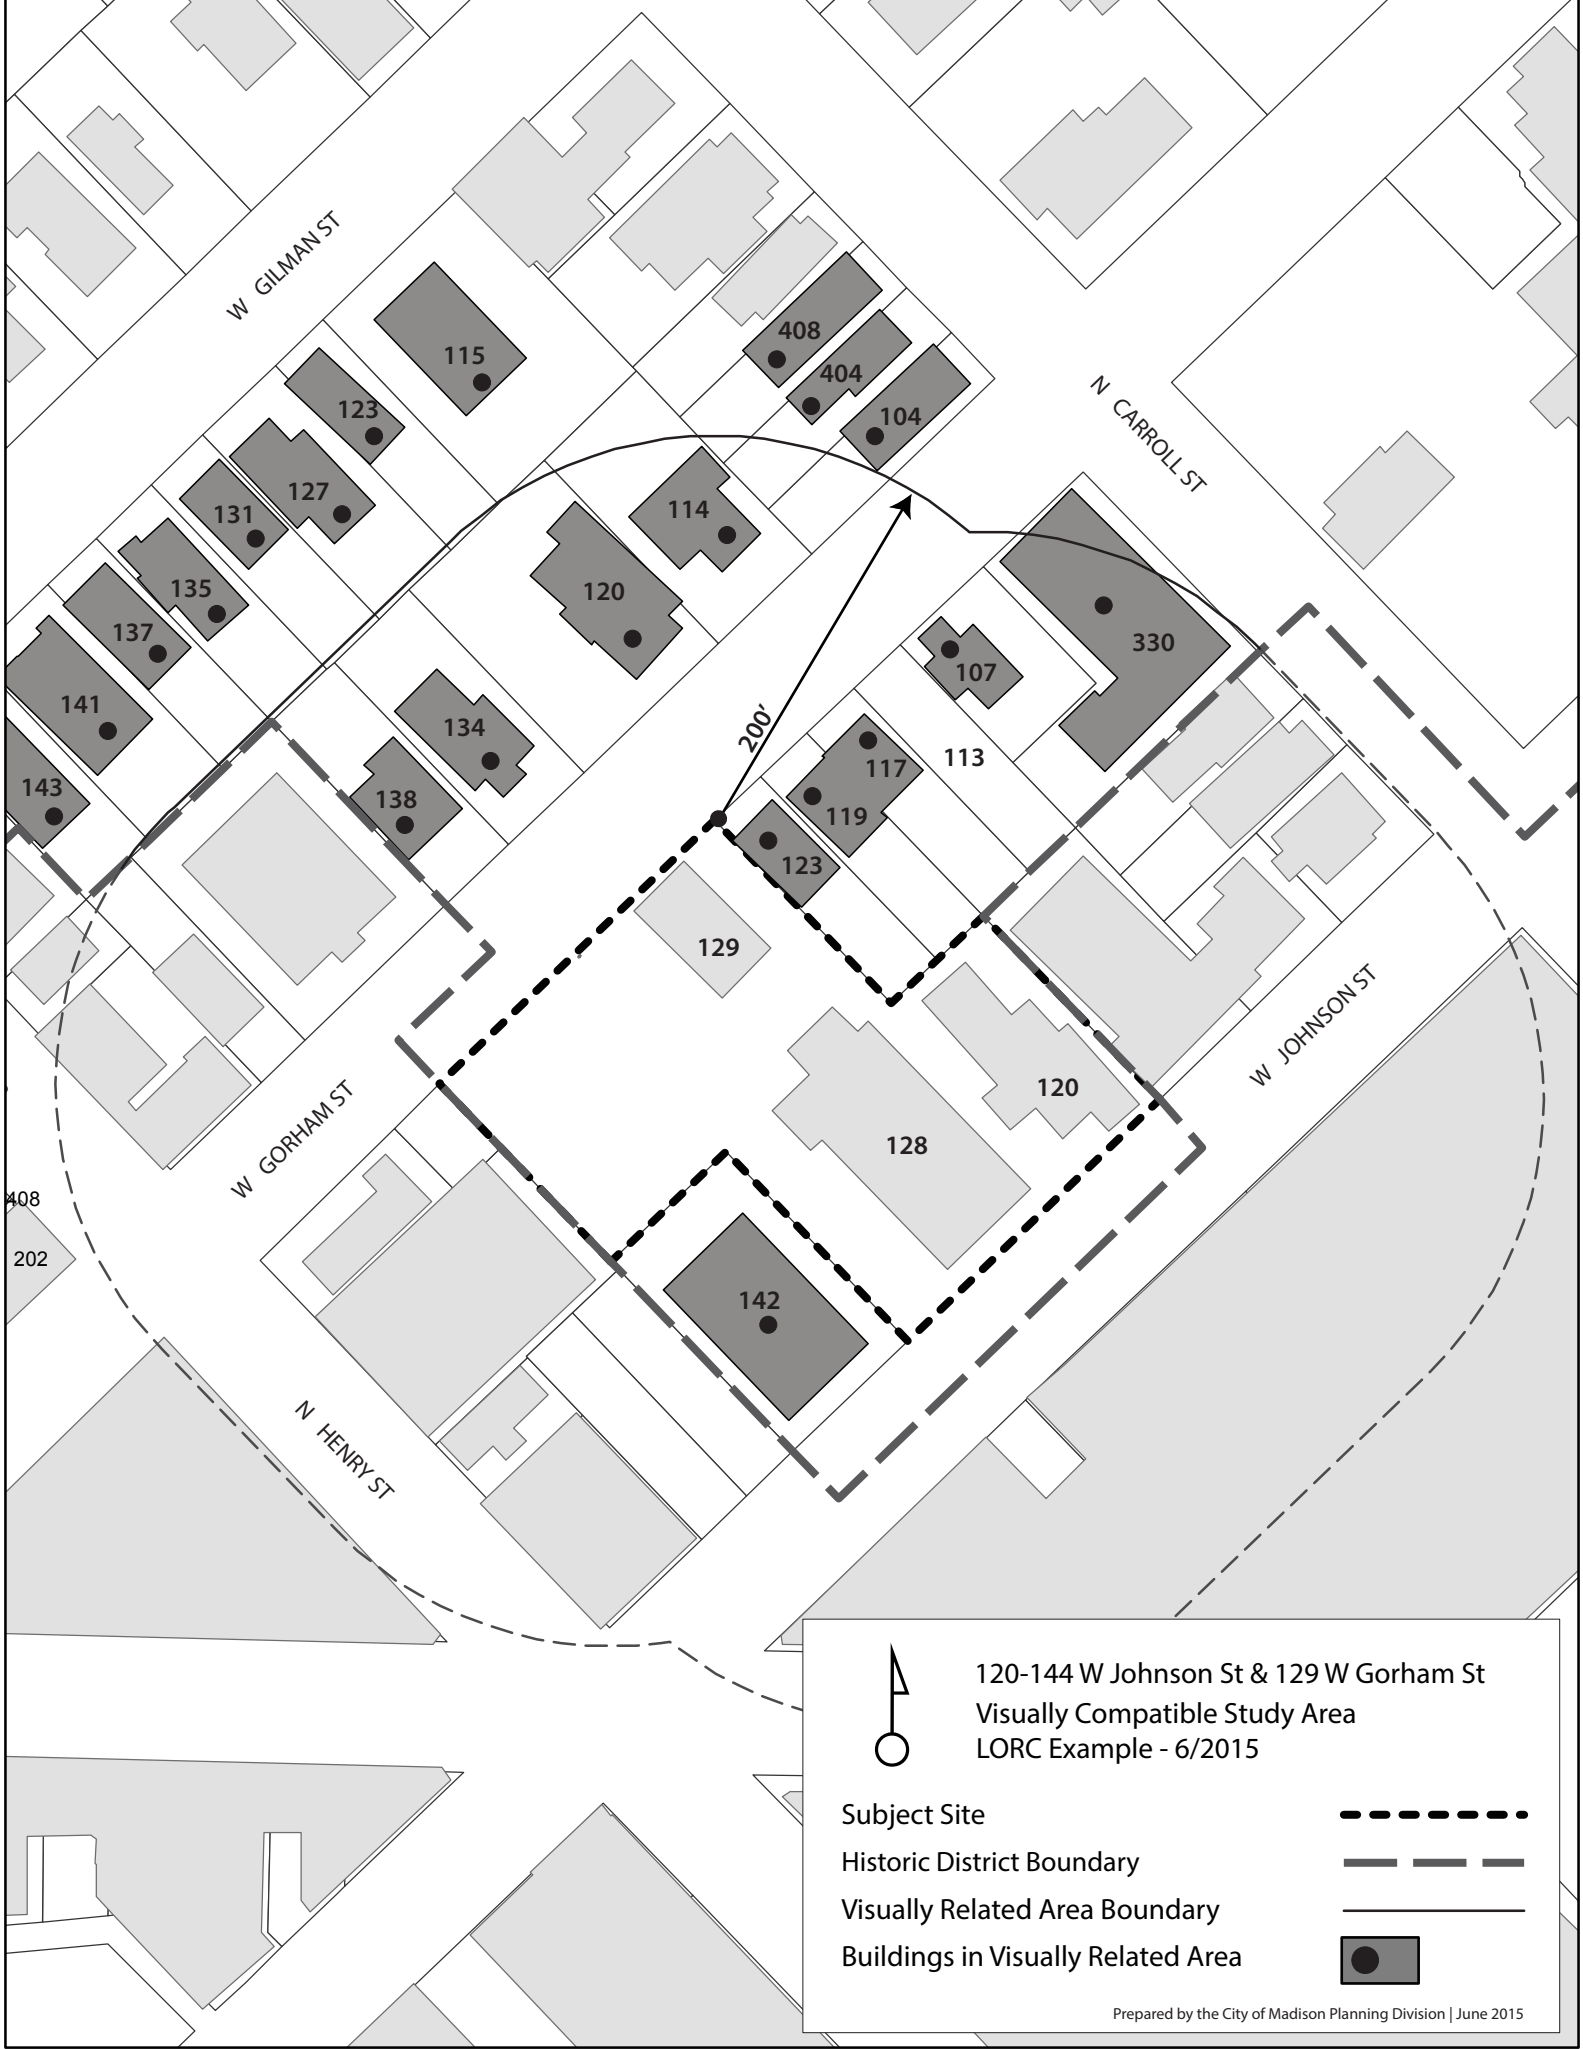 W GILMAN ST
408
115
404
123
104
N CARROLL ST
127
114
131
135
120
137
330
107
141
134
200'
113
117
143
138
119
123
129
W JOHNSON ST
120
W GORHAM ST
128
408
202
142
N HENRY ST
120-144 W Johnson St & 129 W Gorham St
Visually Compatible Study Area
LORC Example - 6/2015
Subject Site
Historic District Boundary
Visually Related Area Boundary
Buildings in Visually Related Area
Prepared by the City of Madison Planning Division | June 2015